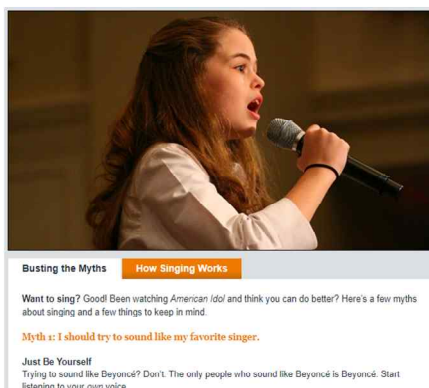 Busting the Myths
How Singing Works
Want to sing? Good! Been watching American Idol and think you can do better? Here's a few myths
about singing and a few things to keep in mind.
Myth 1: I should try to sound like my favorite singer.
Just Be Yourself
Trying to sound like Beyoncé? Don't. The only people who sound like Beyoncé is Beyoncé. Start
listening to your own voice